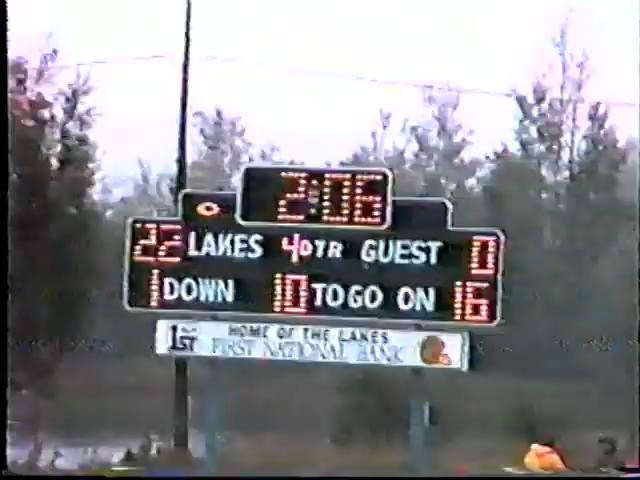 2:06
22 LAKES 4 QTR GUEST 0
1 DOWN 10 TO GO ON 16
1ST HOME OF THE LAKES
FIRST NATIONAL BANK